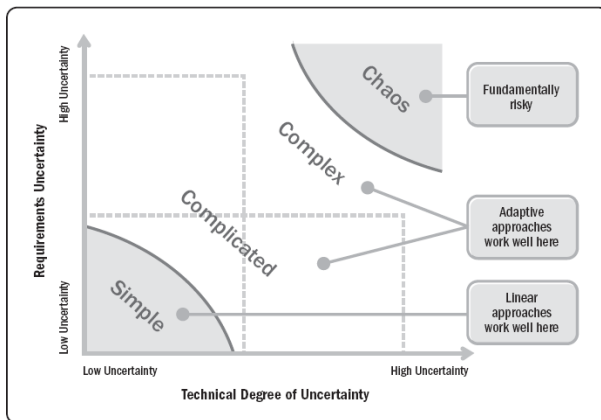 High Uncertainty
Requirements Uncertainty
Low Uncertainty
Chaos
Complex
Complicated
Simple
Fundamentally
risky
Adaptive
approaches
work well here
Linear
approaches
work well here
Low Uncertainty
High Uncertainty
Technical Degree of Uncertainty